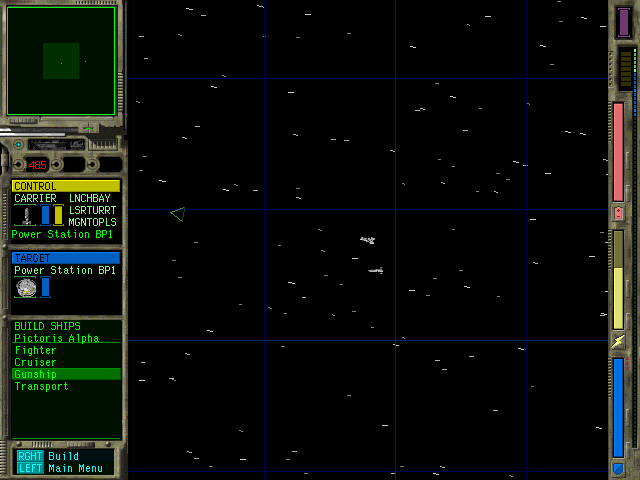 485
CONTROL
CARRIER LNCHBAY
LSRTURRT
MGNTOPLS
Power Station BP1
TARGET
Power Station BP1
BUILD SHIPS
Pictoris Alpha
Fighter
Cruiser
Gunship
Transport
RGHT Build
LEFT Main Menu